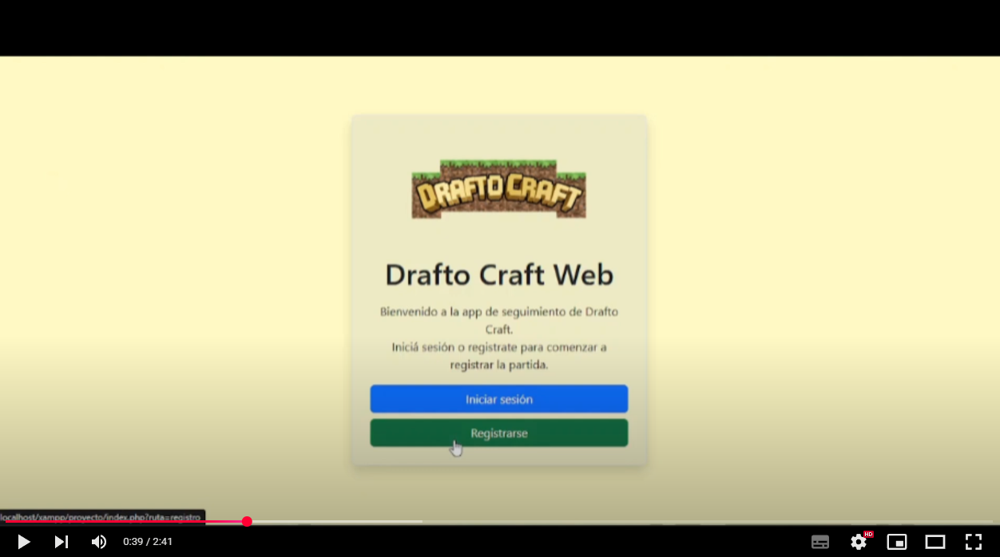 DRAFTO CRAFT
Drafto Craft Web
Bienvenido a la app de seguimiento de Drafto
Craft.
Iniciá sesión o registrate para comenzar a
registrar la partida.
Iniciar sesión
Registrarse
localhost/xampp/proyecto/index.php?ruta=registro
0:39 / 2:41
HD